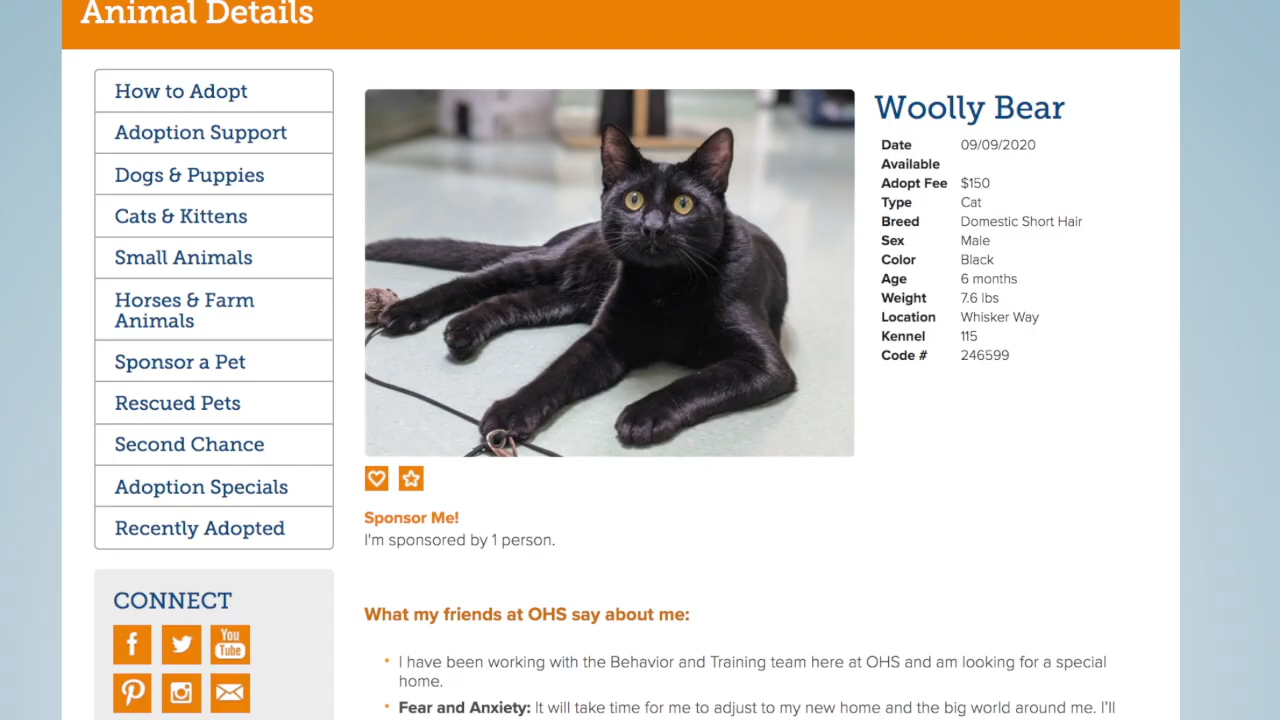 Animal Details
How to Adopt
Adoption Support
Dogs & Puppies
Cats & Kittens
Small Animals
Horses & Farm
Animals
Sponsor a Pet
Rescued Pets
Second Chance
Adoption Specials
Recently Adopted
CONNECT
You
Tube
Woolly Bear
Date 09/09/2020
Available
Adopt Fee $150
Type Cat
Breed Domestic Short Hair
Sex Male
Color Black
Age 6 months
Weight 7.6 lbs
Location Whisker Way
Kennel 115
Code # 246599
Sponsor Me!
I'm sponsored by 1 person.
What my friends at OHS say about me:
• I have been working with the Behavior and Training team here at OHS and am looking for a special
home.
• Fear and Anxiety: It will take time for me to adjust to my new home and the big world around me. I'll